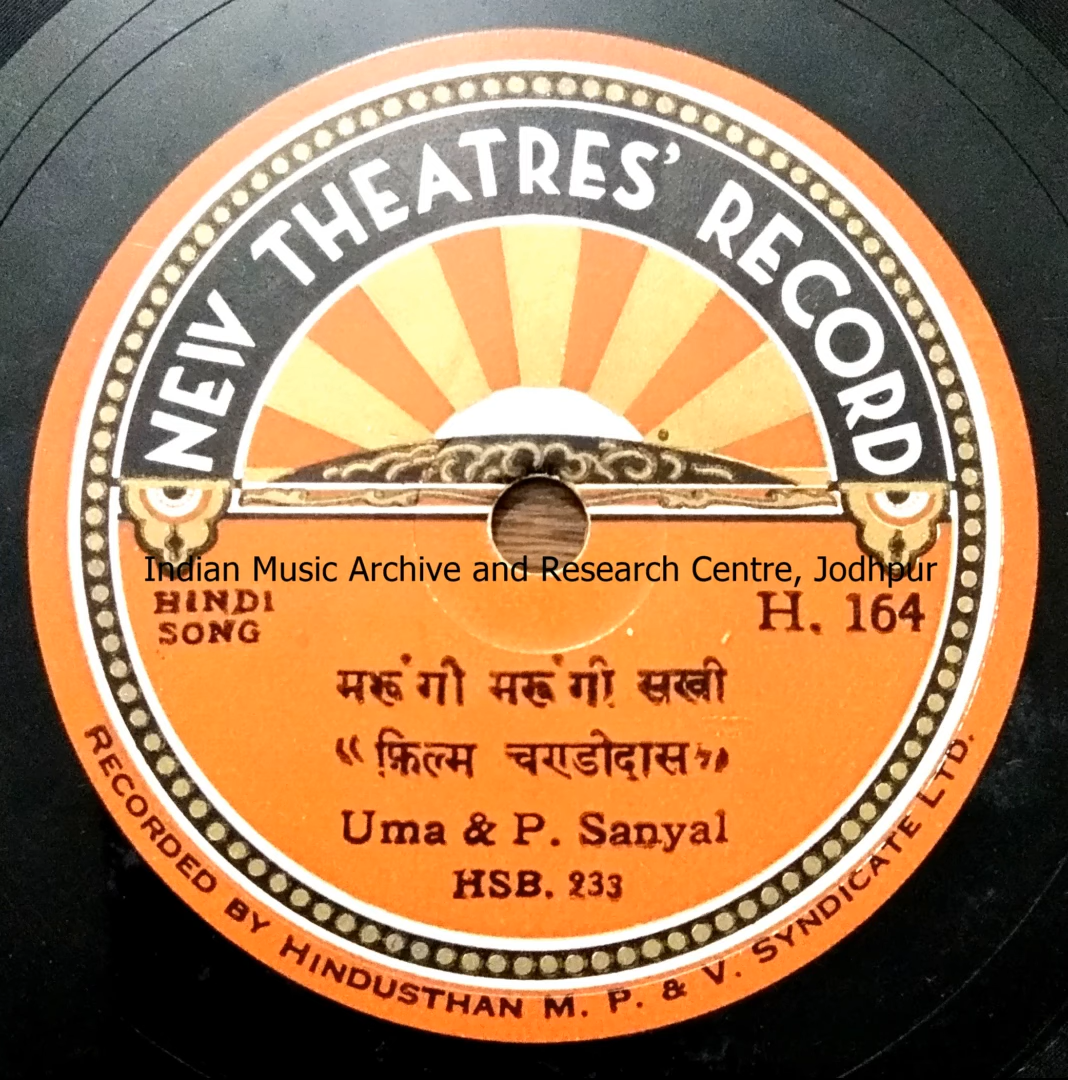 NEW THEATRES' RECORD
Indian Music Archive and Research Centre, Jodhpur
HINDI
SONG
H. 164
मरूंगी मरूंगी सखी
“फ़िल्म चण्डीदास”
Uma & P. Sanyal
HSB. 233
RECORDED BY HINDUSTHAN M. P. & V. SYNDICATE LTD.